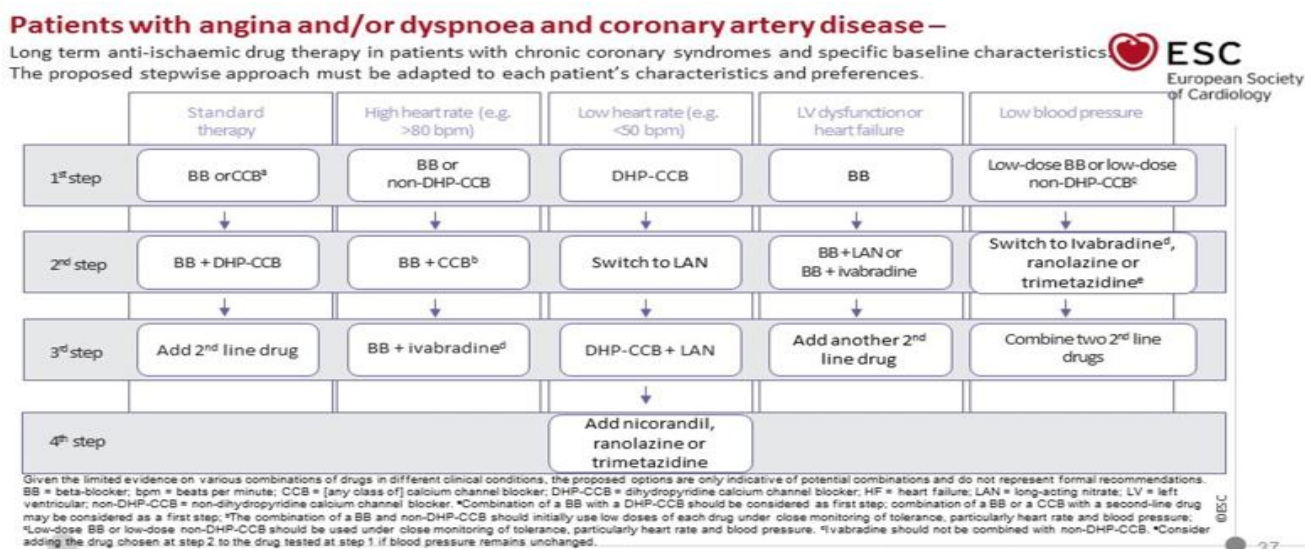 Patients with angina and/or dyspnoea and coronary artery disease –
Long term anti-ischaemic drug therapy in patients with chronic coronary syndromes and specific baseline characteristics.
The proposed stepwise approach must be adapted to each patient's characteristics and preferences.
ESC
European Society
of Cardiology
Standard
therapy
High heart rate (e.g.
>80 bpm)
Low heart rate (e.g.
<50 bpm)
LV dysfunction or
heart failure
Low blood pressure
1st step
BB orCCBa
BB or
non-DHP-CCB
DHP-CCB
BB
Low-dose BB or low-dose
non-DHP-CCBc
2nd step
BB + DHP-CCB
BB + CCBb
Switch to LAN
BB+LAN or
BB + ivabradine
Switch to Ivabradined,
ranolazine or
trimetazidinee
3rd step
Add 2nd line drug
BB + ivabradined
DHP-CCB + LAN
Add another 2nd
line drug
Combine two 2nd line
drugs
4th step
Add nicorandil,
ranolazine or
trimetazidine
Given the limited evidence on various combinations of drugs in different clinical conditions, the proposed options are only indicative of potential combinations and do not represent formal recommendations.
BB = beta-blocker; bpm = beats per minute; CCB = [any class of] calcium channel blocker; DHP-CCB = dihydropyridine calcium channel blocker; HF = heart failure; LAN = long-acting nitrate; LV = left
ventricular; non-DHP-CCB = non-dihydropyridine calcium channel blocker. aCombination of a BB with a DHP-CCB should be considered as first step; combination of a BB or a CCB with a second-line drug
may be considered as a first step; bThe combination of a BB and non-DHP-CCB should initially use low doses of each drug under close monitoring of tolerance, particularly heart rate and blood pressure;
cLow-dose BB or low-dose non-DHP-CCB should be used under close monitoring of tolerance, particularly heart rate and blood pressure. dIvabradine should not be combined with non-DHP-CCB. eConsider
adding the drug chosen at step 2 to the drug tested at step 1 if blood pressure remains unchanged.
©ESC
37